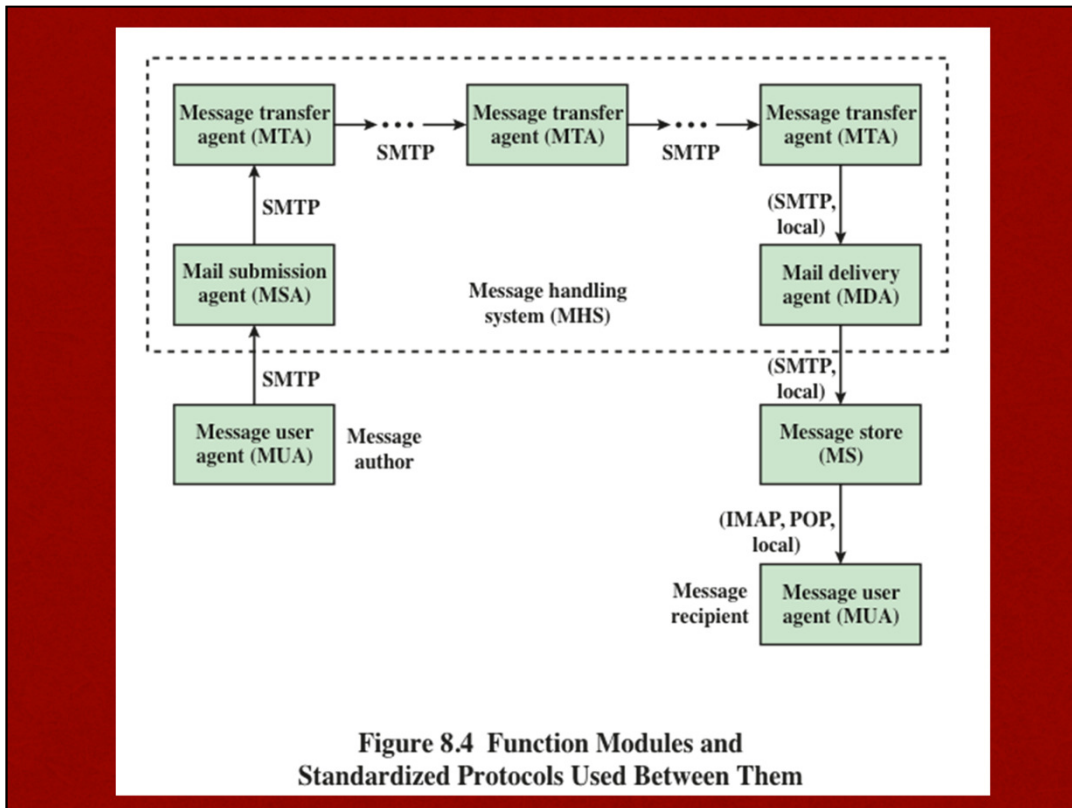 Message transfer
agent (MTA)
SMTP
Message transfer
agent (MTA)
SMTP
Message transfer
agent (MTA)
SMTP
(SMTP,
local)
Mail submission
agent (MSA)
Message handling
system (MHS)
Mail delivery
agent (MDA)
SMTP
(SMTP,
local)
Message user
agent (MUA)
Message
author
Message store
(MS)
(IMAP, POP,
local)
Message
recipient
Message user
agent (MUA)
Figure 8.4 Function Modules and
Standardized Protocols Used Between Them